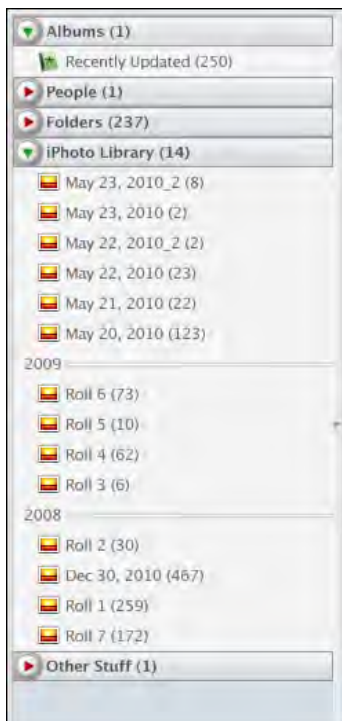 Albums (1)
Recently Updated (250)
People (1)
Folders (237)
iPhoto Library (14)
May 23, 2010_2 (8)
May 23, 2010 (2)
May 22, 2010_2 (2)
May 22, 2010 (23)
May 21, 2010 (22)
May 20, 2010 (123)
2009
Roll 6 (73)
Roll 5 (10)
Roll 4 (62)
Roll 3 (6)
2008
Roll 2 (30)
Dec 30, 2010 (467)
Roll 1 (259)
Roll 7 (172)
Other Stuff (1)